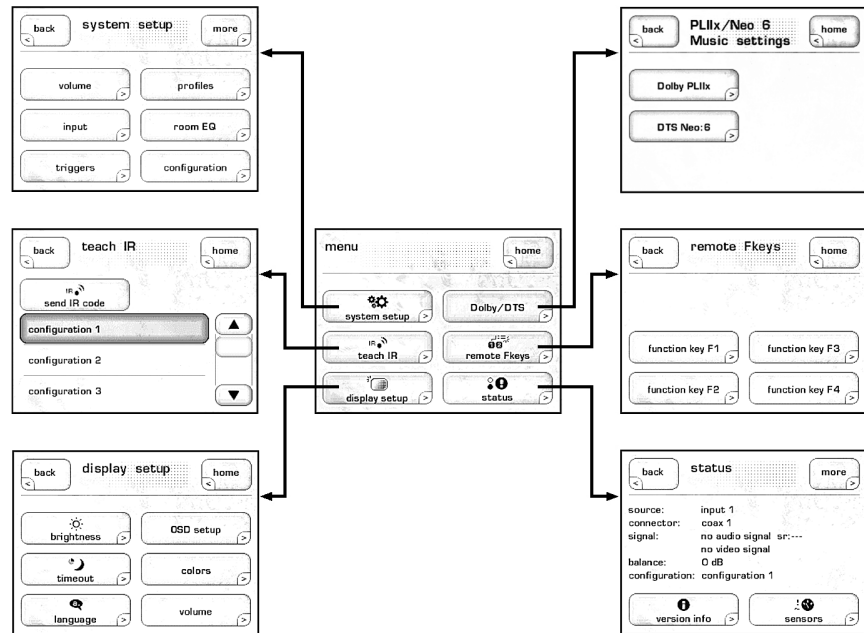 back
system setup
more
volume
profiles
input
room EQ
triggers
configuration
PLIIx/Neo 6
Music settings
back
home
Dolby PLIIx
DTS Neo:6
back
teach IR
home
IR
send IR code
configuration 1
configuration 2
configuration 3
menu
home
system setup
Dolby/DTS
IR
teach IR
remote Fkeys
display setup
status
back
remote Fkeys
home
function key F1
function key F3
function key F2
function key F4
back
display setup
home
brightness
OSD setup
timeout
colors
language
volume
back
status
more
source: input 1
connector: coax 1
signal: no audio signal sr:---
no video signal
balance: 0 dB
configuration: configuration 1
version info
sensors